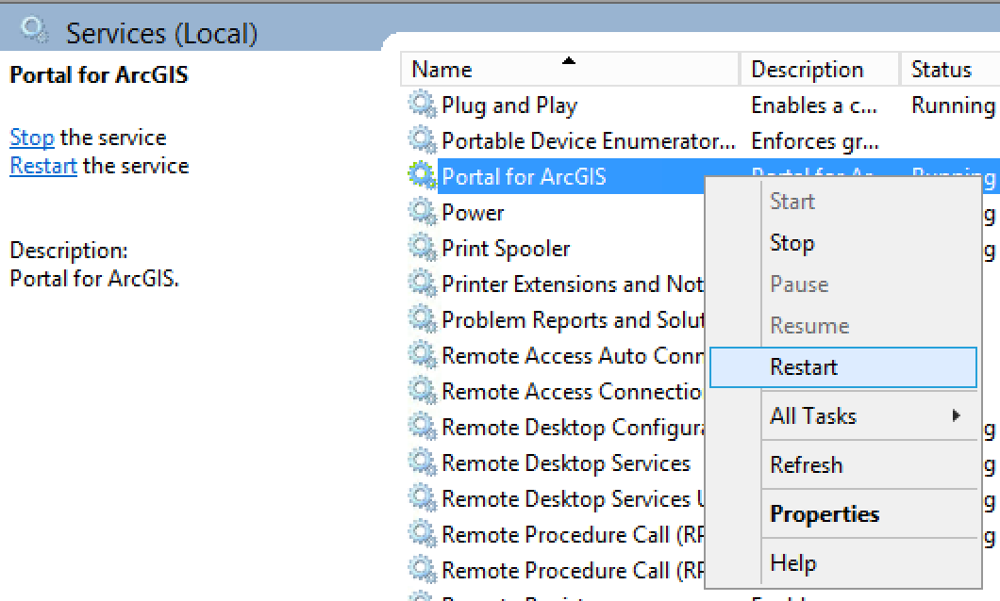 Services (Local)
Portal for ArcGIS
Stop the service
Restart the service
Description:
Portal for ArcGIS.
Name Description Status
Plug and Play Enables a c... Running
Portable Device Enumerator... Enforces gr...
Portal for ArcGIS Portal for Ar... Running
Power g
Print Spooler g
Printer Extensions and Not
Problem Reports and Solut
Remote Access Auto Conn
Remote Access Connectio
Remote Desktop Configura g
Remote Desktop Services g
Remote Desktop Services U g
Remote Procedure Call (RP g
Remote Procedure Call (RP
Start
Stop
Pause
Resume
Restart
All Tasks
Refresh
Properties
Help